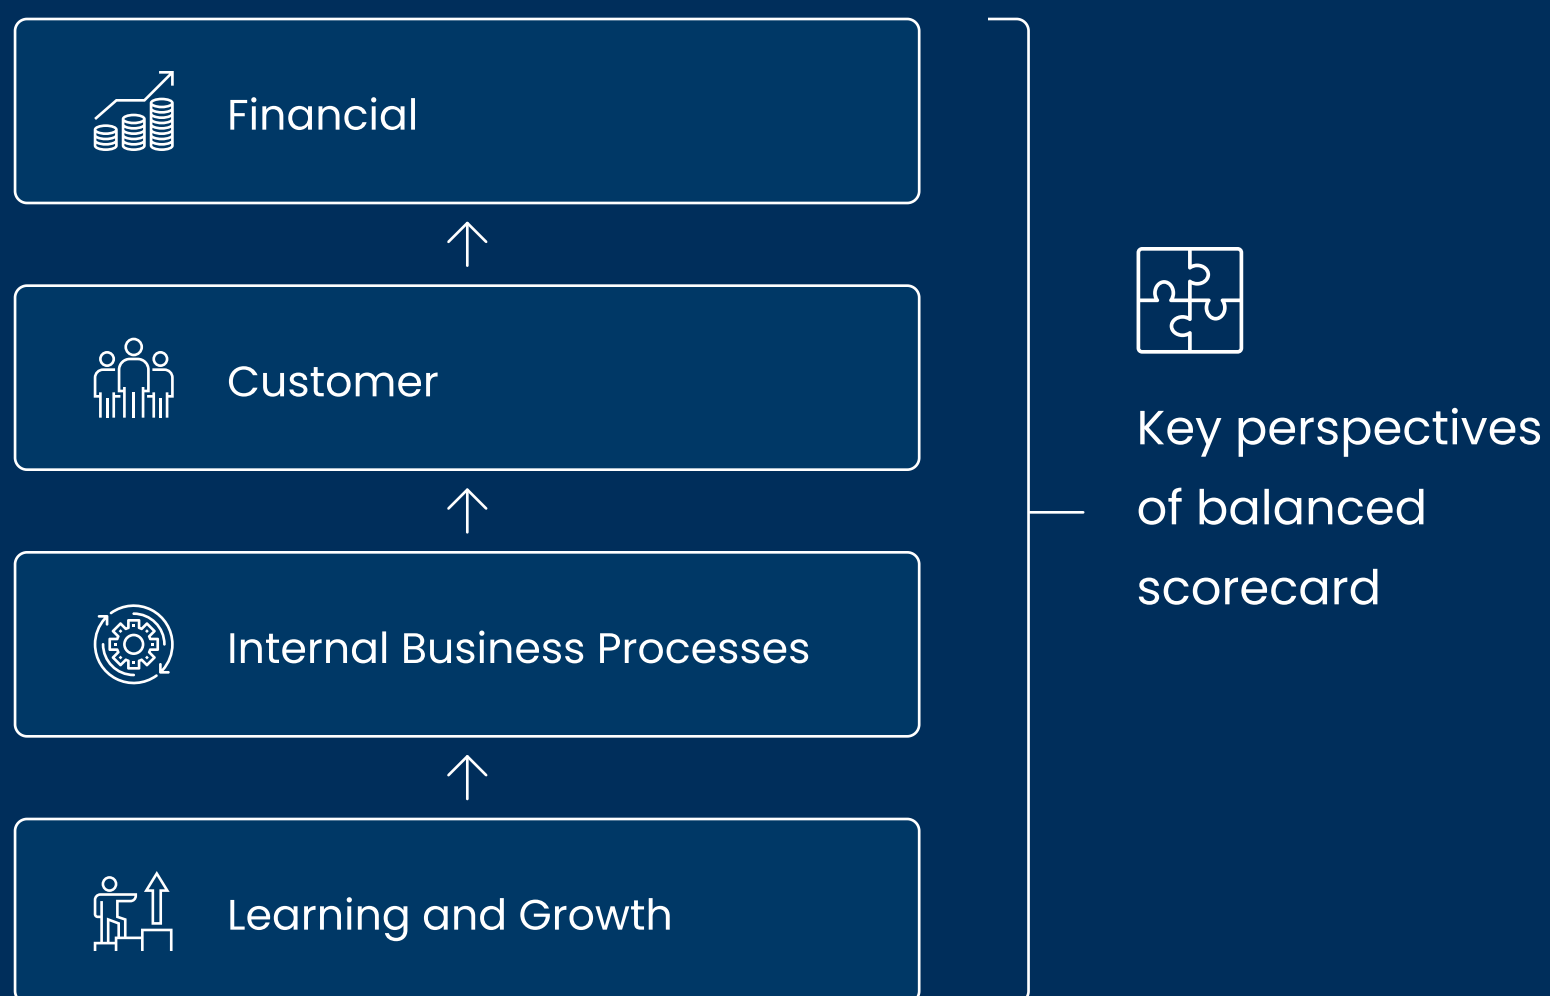 Financial
Customer
Internal Business Processes
Learning and Growth
Key perspectives
of balanced
scorecard